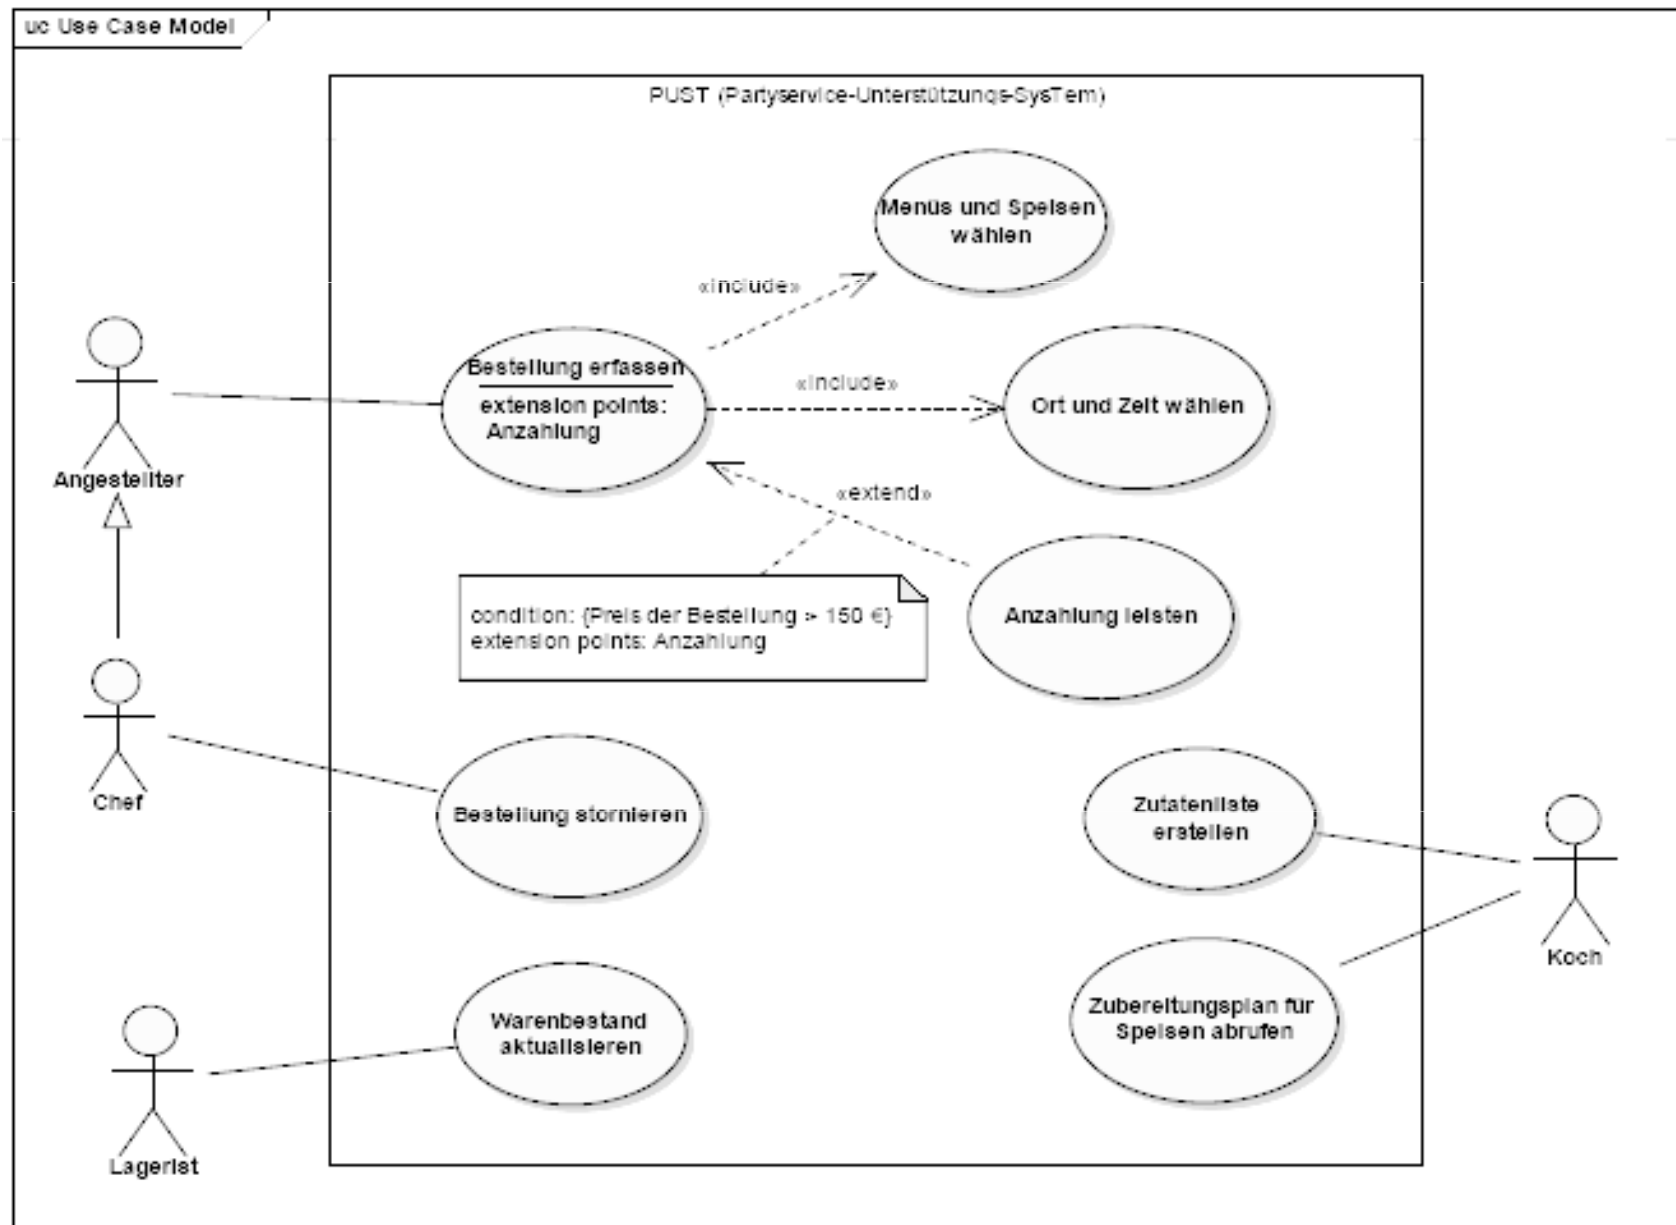 uc Use Case Model
PUST (Partyservice-Unterstützungs-SysTem)
Menüs und Speisen
wählen
«include»
Bestellung erfassen
extension points:
Anzahlung
«include»
Ort und Zeit wählen
Angestellter
«extend»
condition: {Preis der Bestellung > 150 €}
extension points: Anzahlung
Anzahlung leisten
Chef
Bestellung stornieren
Zutatenliste
erstellen
Koch
Warenbestand
aktualisieren
Zubereitungsplan für
Speisen abrufen
Lagerist